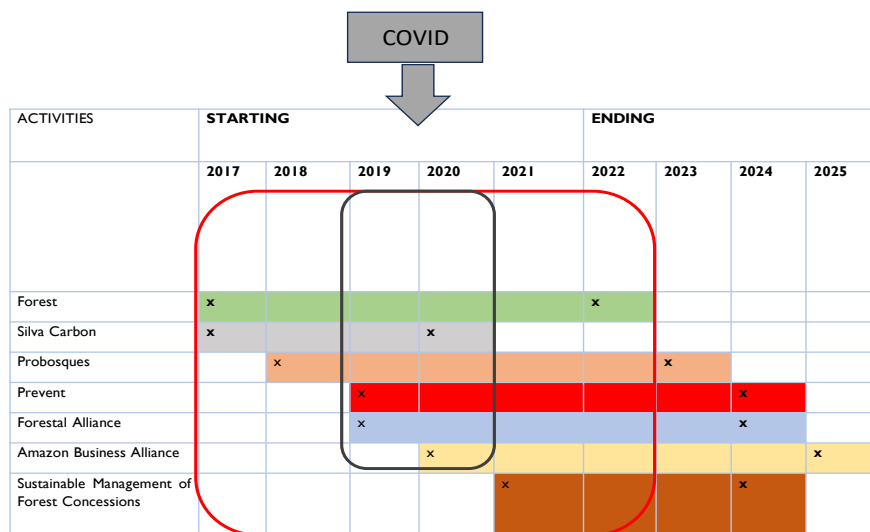 COVID
ACTIVITIES STARTING ENDING
2017 2018 2019 2020 2021 2022 2023 2024 2025
Forest x x
Silva Carbon x x
Probosques x x
Prevent x x
Forestal Alliance x x
Amazon Business Alliance x x
Sustainable Management of x x
Forest Concessions